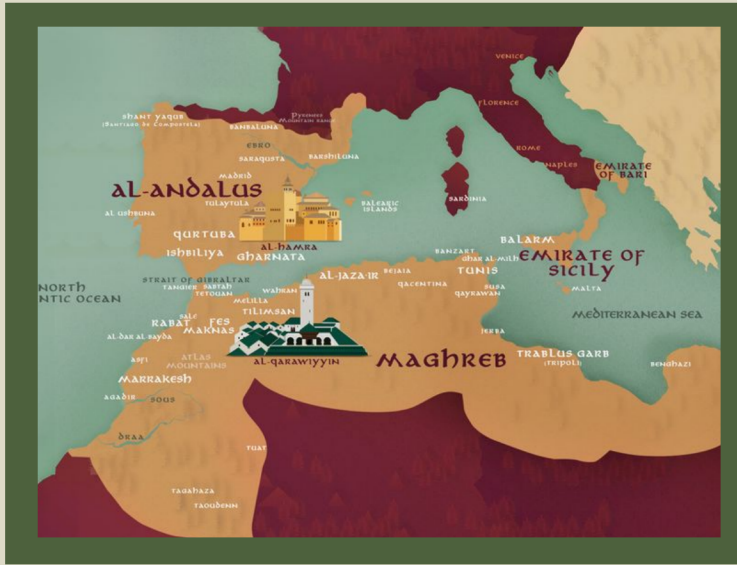 VENICE
FLORENCE
SHANT YAQUB
(Santiago de Compostela)
BANBALUNA
PYRENEES
MOUNTAIN RANGE
EBRO
ROME
SARAQUSTA
BARSHILUNA
NAPLES
EMIRATE
OF BARI
MADRID
AL-ANDALUS
TULAYTULA
SARDINIA
BALEARIC
ISLANDS
AL USHBUNA
QURTUBA
AL-HAMRA
BALARM
ISHBILIYA
GHARNATA
BANZART
GHAR AL-MILH
EMIRATE OF
SICILY
STRAIT OF GIBRALTAR
AL-JAZA-IR
BEJAIA
TUNIS
QACENTINA
NORTH
NTIC OCEAN
TANGIER
SABTAH
TETOUAN
WAHRAN
SUSA
QAYRAWAN
MALTA
MELILLA
TILIMSAN
MEDITERRANEAN SEA
SALE
RABAT
FES
MAKNAS
AL-DAR AL-BAYDA
JERBA
ASFI
ATLAS
MOUNTAINS
AL-QARAWIYYIN
MAGHREB
TRABLUS GARB
(TRIPOLI)
BENGHAZI
MARRAKESH
AGADIR
SOUS
DRAA
TUAT
TAGHAZA
TAOUDENN